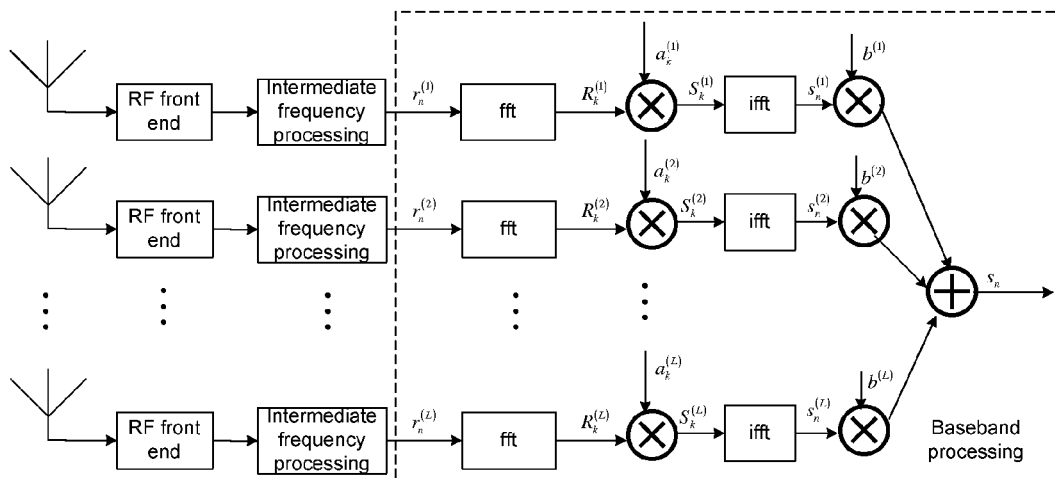 a_k^{(1)}
b^{(1)}
RF front
end
Intermediate
frequency
processing
r_n^{(1)}
fft
R_k^{(1)}
S_k^{(1)}
ifft
s_n^{(1)}
a_k^{(2)}
b^{(2)}
RF front
end
Intermediate
frequency
processing
r_n^{(2)}
fft
R_k^{(2)}
S_k^{(2)}
ifft
s_n^{(2)}
s_n
a_k^{(L)}
b^{(L)}
RF front
end
Intermediate
frequency
processing
r_n^{(L)}
fft
R_k^{(L)}
S_k^{(L)}
ifft
s_n^{(L)}
Baseband
processing